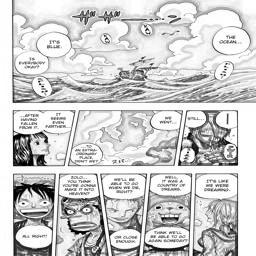 THE
OCEAN...
IT'S
BLUE.
IS
EVERYBODY
OKAY?
STILL...
WE
WENT...
...TO AN
EXTRA-
ORDINARY
PLACE,
DIDN'T WE?
IT
SEEMS
EVEN
FARTHER...
...AFTER
HAVING
FALLEN
FROM IT.
IT'S LIKE
WE WERE
DREAMING.
WELL,
IT WAS A
COUNTRY OF
DREAMS.
THINK WE'LL
BE ABLE TO GO
AGAIN SOMEDAY?
WE'LL BE
ABLE TO GO
WHEN WE DIE,
RIGHT?
OR CLOSE
ENOUGH.
ZOLO...
YOU THINK
YOU'RE GONNA
MAKE IT INTO
HEAVEN?
ALL RIGHT!